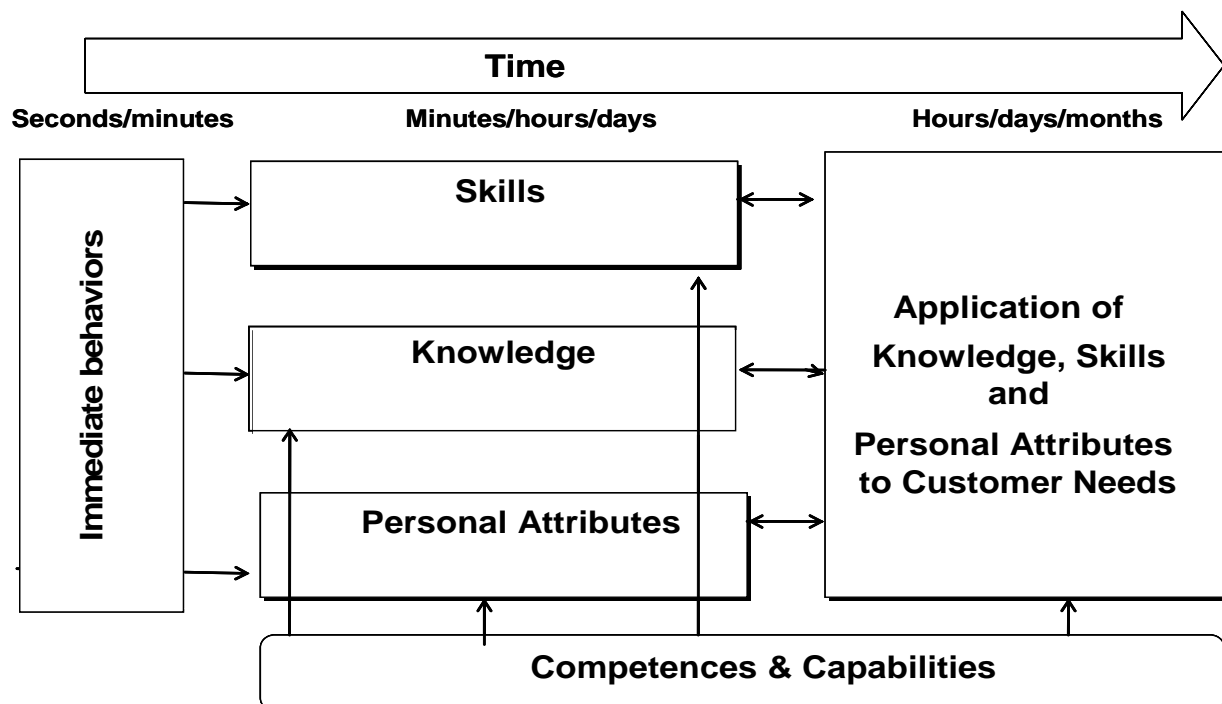 Time
Seconds/minutes
Minutes/hours/days
Hours/days/months
Immediate behaviors
Skills
Knowledge
Personal Attributes
Application of
Knowledge, Skills
and
Personal Attributes
to Customer Needs
Competences & Capabilities